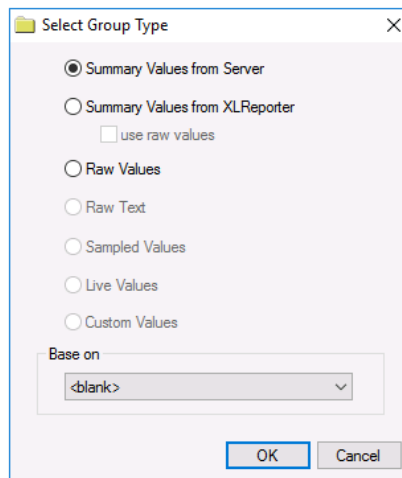 Select Group Type
Summary Values from Server
Summary Values from XLReporter
use raw values
Raw Values
Raw Text
Sampled Values
Live Values
Custom Values
Base on
<blank>
OK Cancel